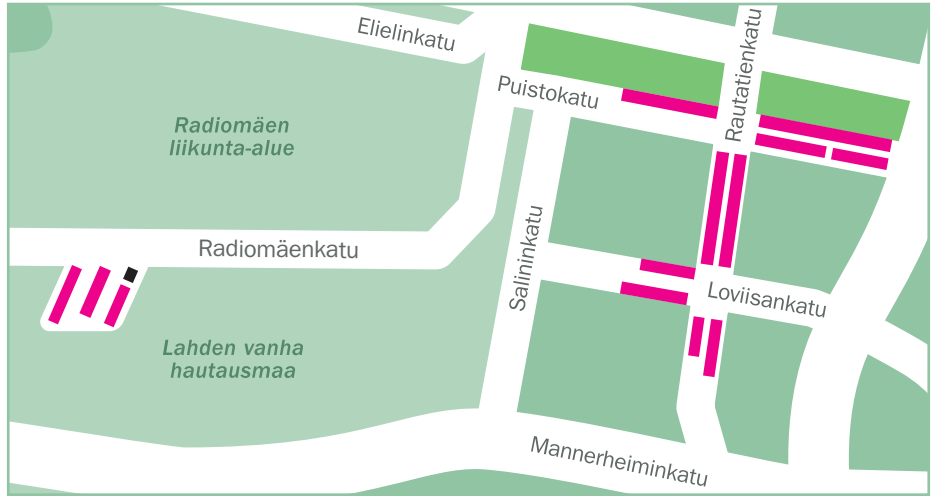 Elielinkatu
Puistokatu
Rautatienkatu
Radiomäen
liikunta-alue
Radiomäenkatu
Salininkatu
Loviisankatu
Lahden vanha
hautausmaa
Mannerheiminkatu